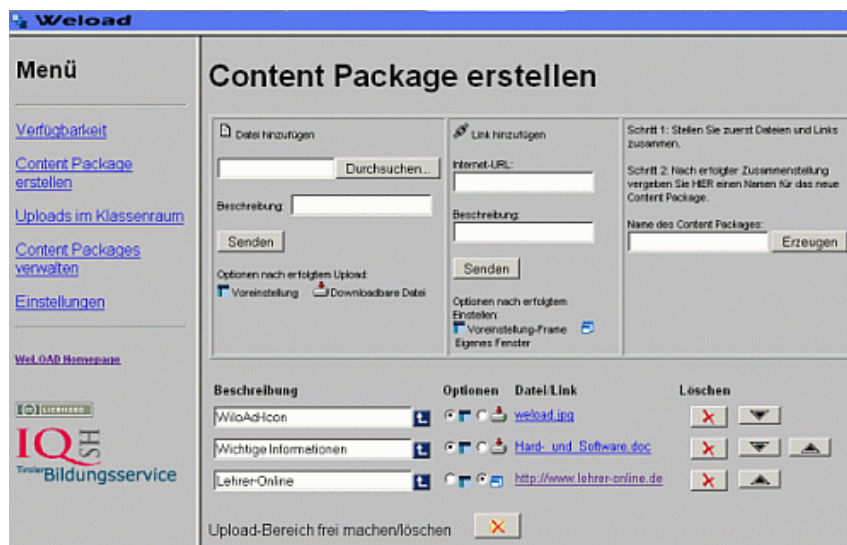 Weload
Menü
Verfügbarkeit
Content Package
erstellen
Uploads im Klassenraum
Content Packages
verwalten
Einstellungen
WeLOAD Homepage
LICENSED
IQSH
Tiroler Bildungsservice
Content Package erstellen
Datei hinzufügen
Durchsuchen...
Beschreibung:
Senden
Optionen nach erfolgtem Upload:
Voreinstellung Downloadbare Datei
Link hinzufügen
Internet-URL:
Beschreibung:
Senden
Optionen nach erfolgtem
Einstellen:
Voreinstellung-Frame
Eigenes Fenster
Schritt 1: Stellen Sie zuerst Dateien und Links
zusammen.
Schritt 2: Nach erfolgter Zusammenstellung
vergeben Sie HIER einen Namen für das neue
Content Package.
Name des Content Packages:
Erzeugen
Beschreibung Optionen Datei/Link Löschen
WiloAd-Icon weload.jpg
Wichtige Informationen Hard- und Software.doc
Lehrer-Online http://www.lehrer-online.de
Upload-Bereich frei machen/löschen